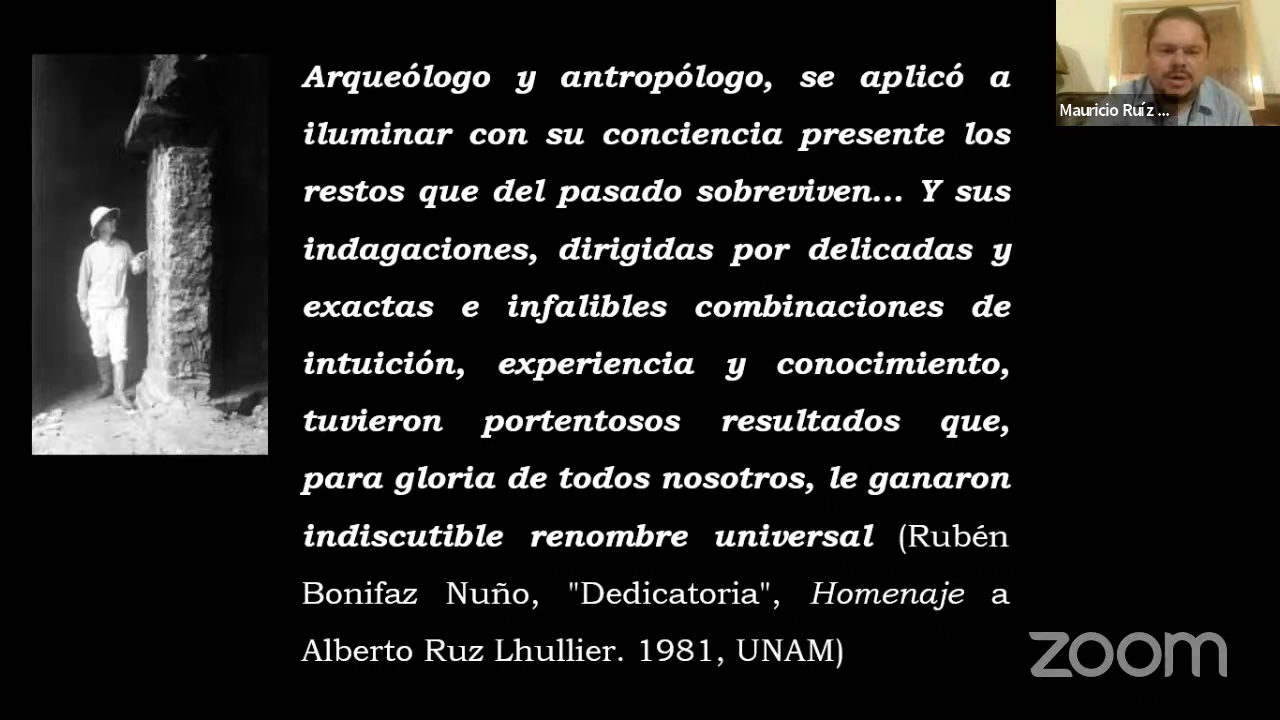 Arqueólogo y antropólogo, se aplicó a
iluminar con su conciencia presente los
restos que del pasado sobreviven... Y sus
indagaciones, dirigidas por delicadas y
exactas e infalibles combinaciones de
intuición, experiencia y conocimiento,
tuvieron portentosos resultados que,
para gloria de todos nosotros, le ganaron
indiscutible renombre universal (Rubén
Bonifaz Nuño, "Dedicatoria", Homenaje a
Alberto Ruz Lhullier. 1981, UNAM)
Mauricio Ruíz ...
zoom